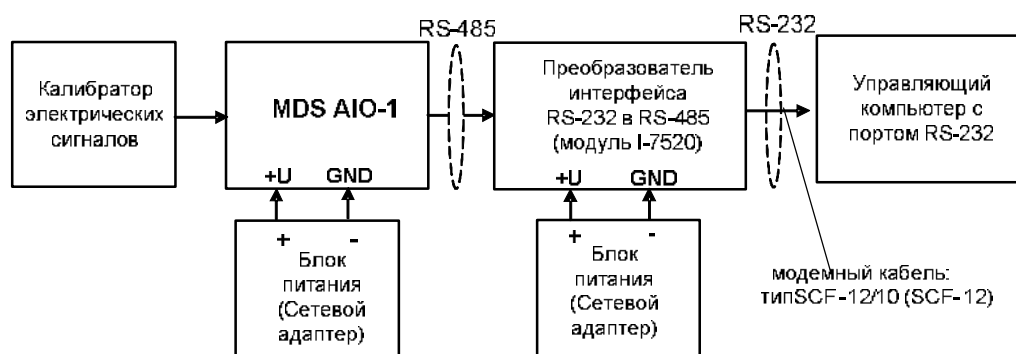 RS-485
RS-232
Калибратор
электрических
сигналов
MDS AIO-1
+U GND
Преобразователь
интерфейса
RS-232 в RS-485
(модуль I-7520)
+U GND
Управляющий
компьютер с
портом RS-232
+ -
Блок
питания
(Сетевой
адаптер)
+ -
Блок
питания
(Сетевой
адаптер)
модемный кабель:
типSCF-12/10 (SCF-12)